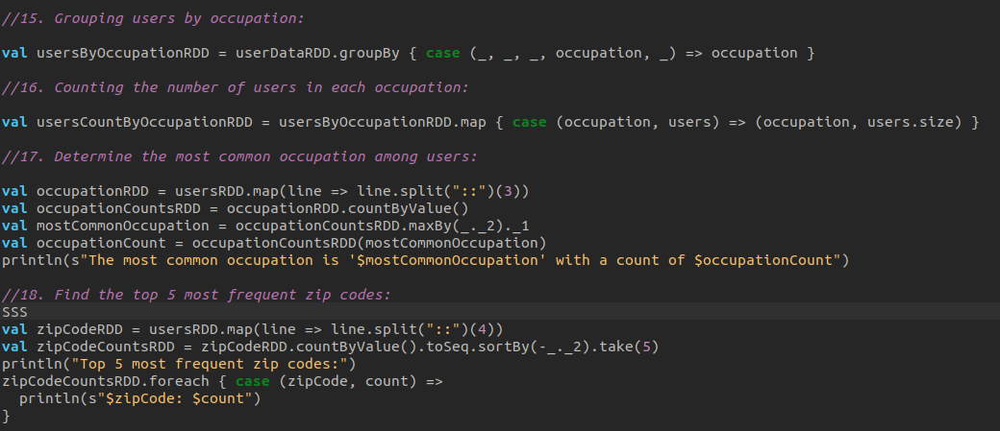 //15. Grouping users by occupation:
val usersByOccupationRDD = userDataRDD.groupBy { case (_, _, _, occupation, _) => occupation }
//16. Counting the number of users in each occupation:
val usersCountByOccupationRDD = usersByOccupationRDD.map { case (occupation, users) => (occupation, users.size) }
//17. Determine the most common occupation among users:
val occupationRDD = usersRDD.map(line => line.split("::")(3))
val occupationCountsRDD = occupationRDD.countByValue()
val mostCommonOccupation = occupationCountsRDD.maxBy(_._2)._1
val occupationCount = occupationCountsRDD(mostCommonOccupation)
println(s"The most common occupation is '$mostCommonOccupation' with a count of $occupationCount")
//18. Find the top 5 most frequent zip codes:
SSS
val zipCodeRDD = usersRDD.map(line => line.split("::")(4))
val zipCodeCountsRDD = zipCodeRDD.countByValue().toSeq.sortBy(-_._2).take(5)
println("Top 5 most frequent zip codes:")
zipCodeCountsRDD.foreach { case (zipCode, count) =>
  println(s"$zipCode: $count")
}